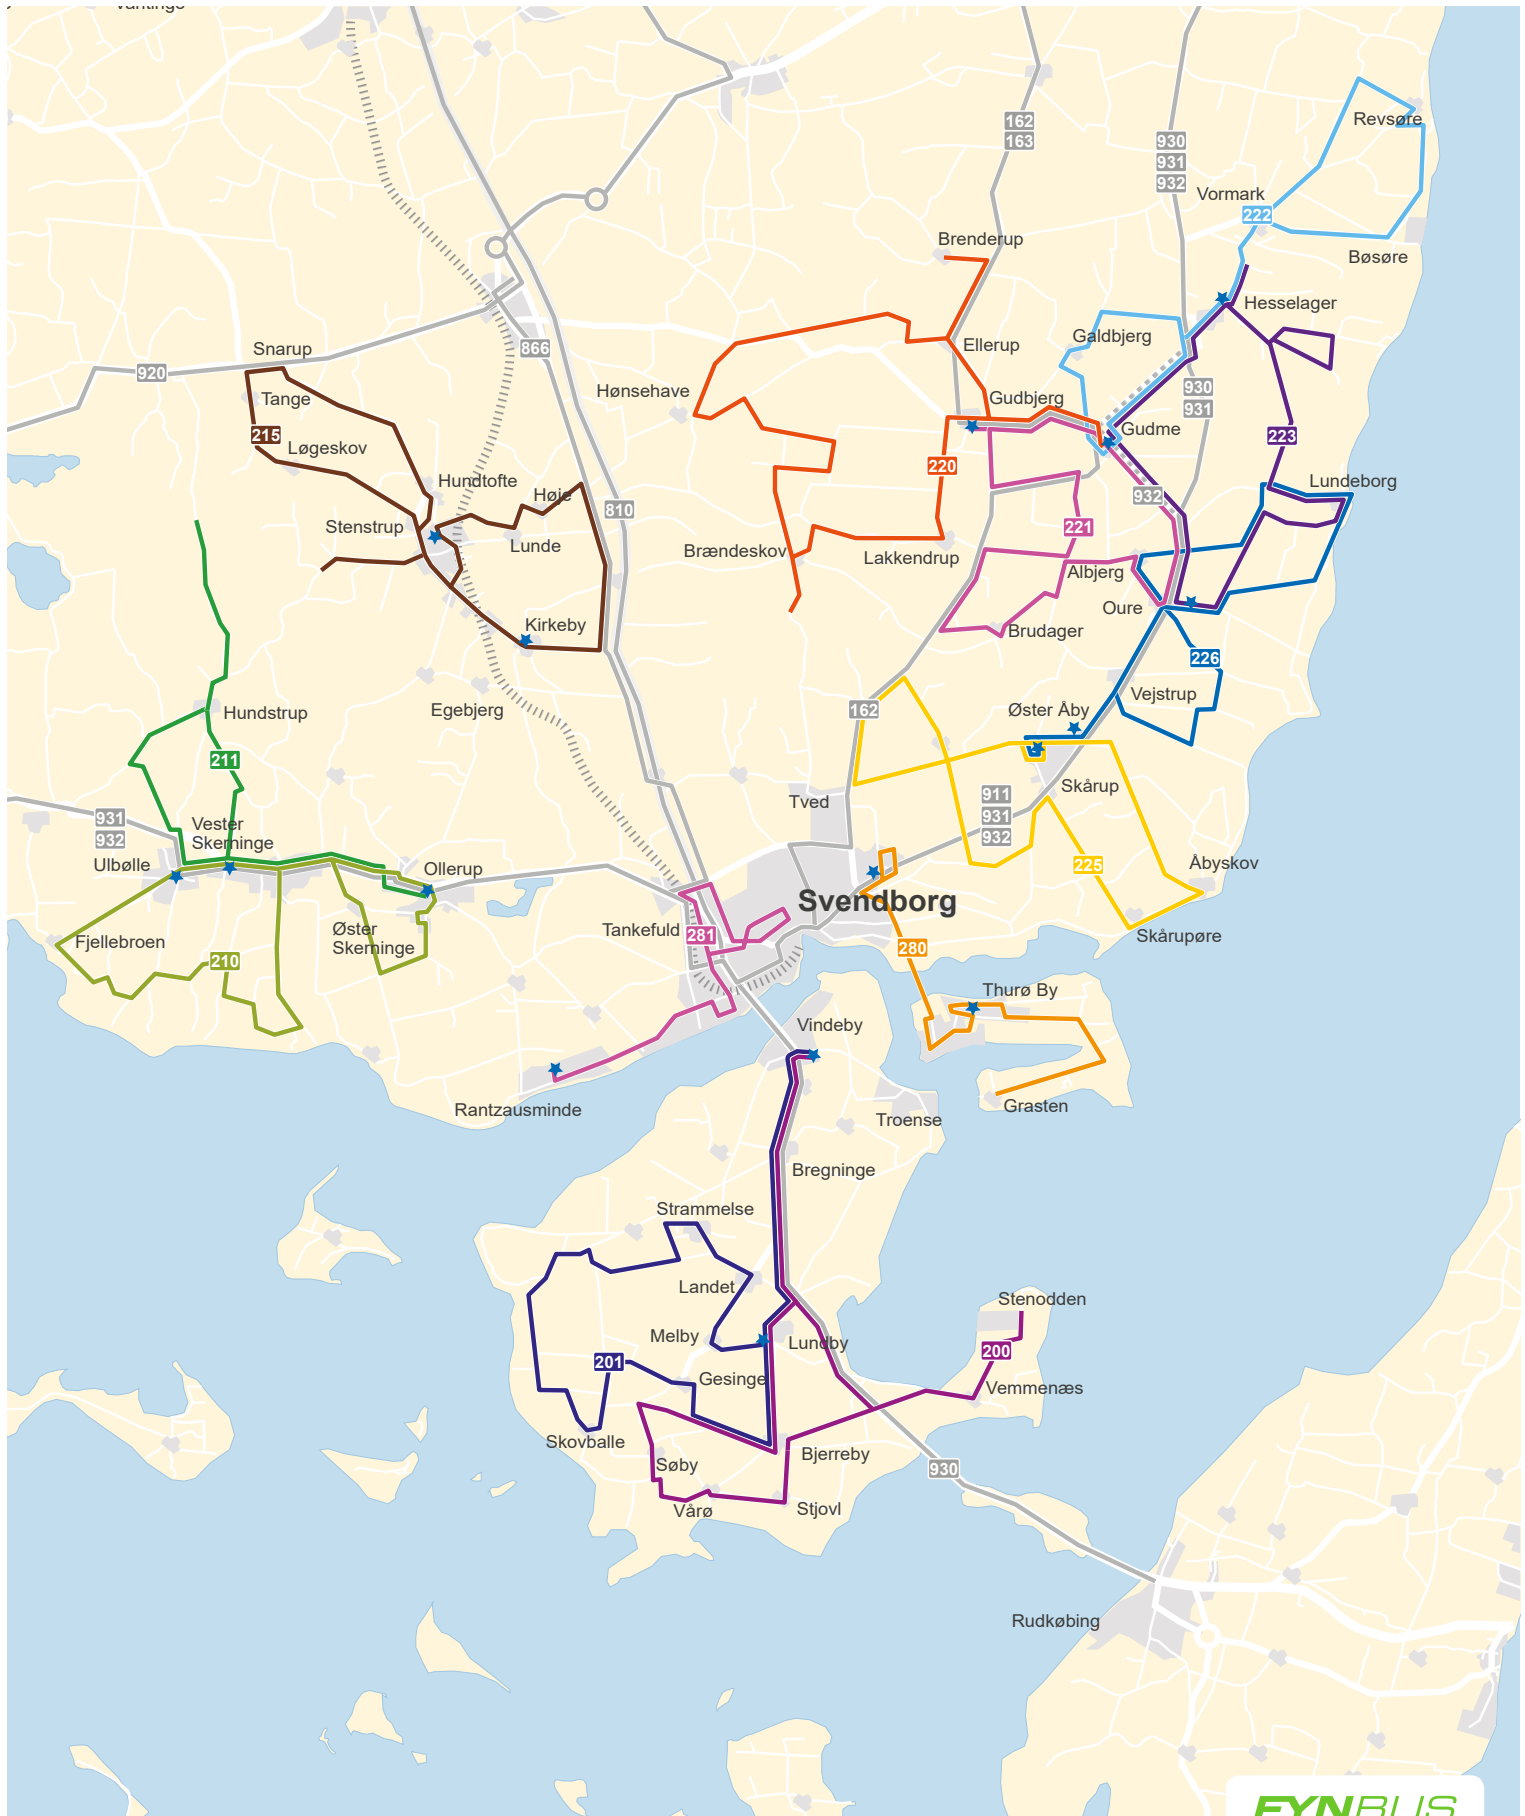 Vantinge
162
163
930
931
932
Revsøre
Vormark
222
Brenderup
Bøsøre
Hesselager
Galdbjerg
Ellerup
866
Snarup
920
Hønsehave
Tange
Gudbjerg
930
931
Gudme
215
Løgeskov
223
220
Hundtofte
Høje
932
Lundeborg
810
Stenstrup
221
Lunde
Brændeskov
Lakkendrup
Albjerg
Oure
Kirkeby
Brudager
226
Vejstrup
Egebjerg
Hundstrup
162
Øster Åby
211
Skårup
Tved
911
931
932
931
932
Vester
Skerninge
Ulbølle
Ollerup
225
Åbyskov
Svendborg
Øster
Skerninge
Tankefuld
281
Fjellebroen
Skårupøre
280
210
Thurø By
Vindeby
Rantzausminde
Grasten
Troense
Bregninge
Strammelse
Landet
Stenodden
Melby
Lundby
200
201
Gesinge
Vemmenæs
Skovballe
Bjerreby
Søby
930
Vårø
Stjovl
Rudkøbing
FYNBUS